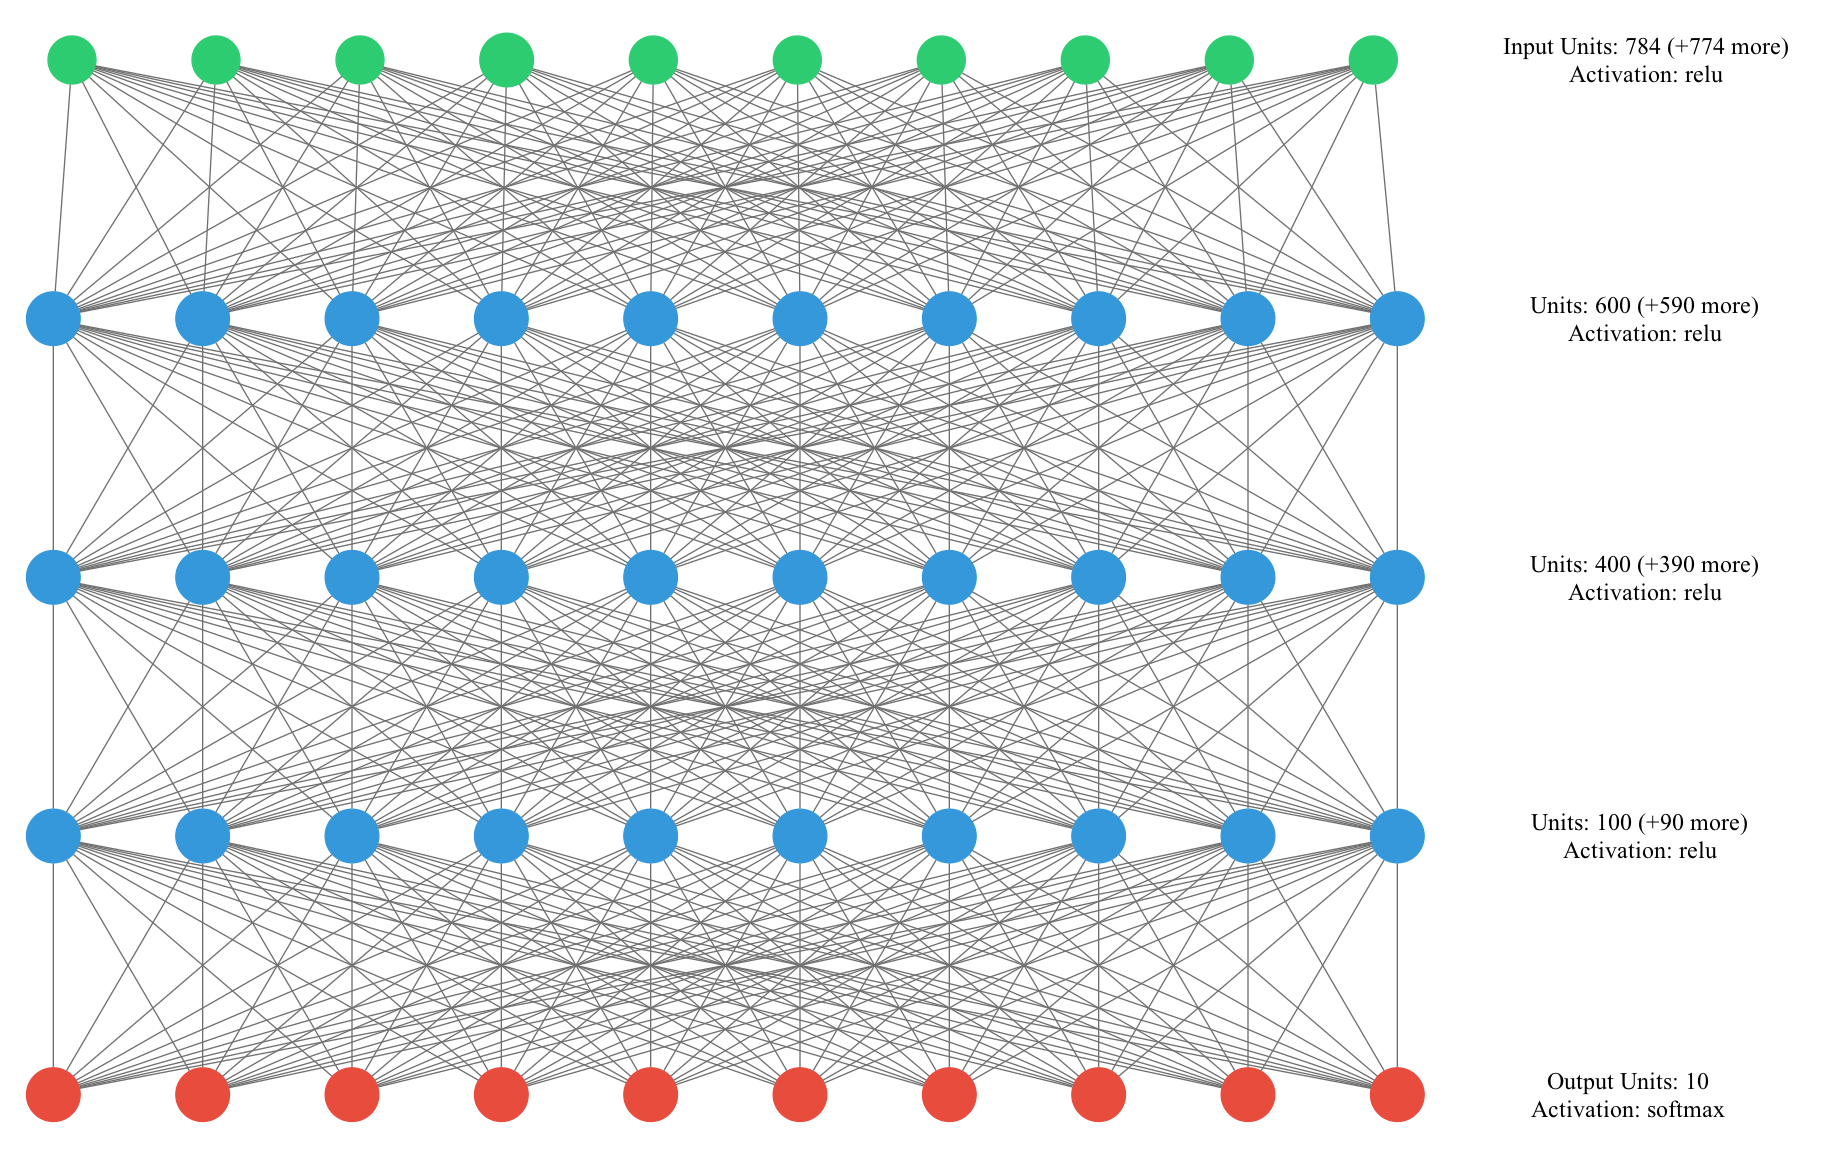 Input Units: 784 (+774 more)
Activation: relu
Units: 600 (+590 more)
Activation: relu
Units: 400 (+390 more)
Activation: relu
Units: 100 (+90 more)
Activation: relu
Output Units: 10
Activation: softmax